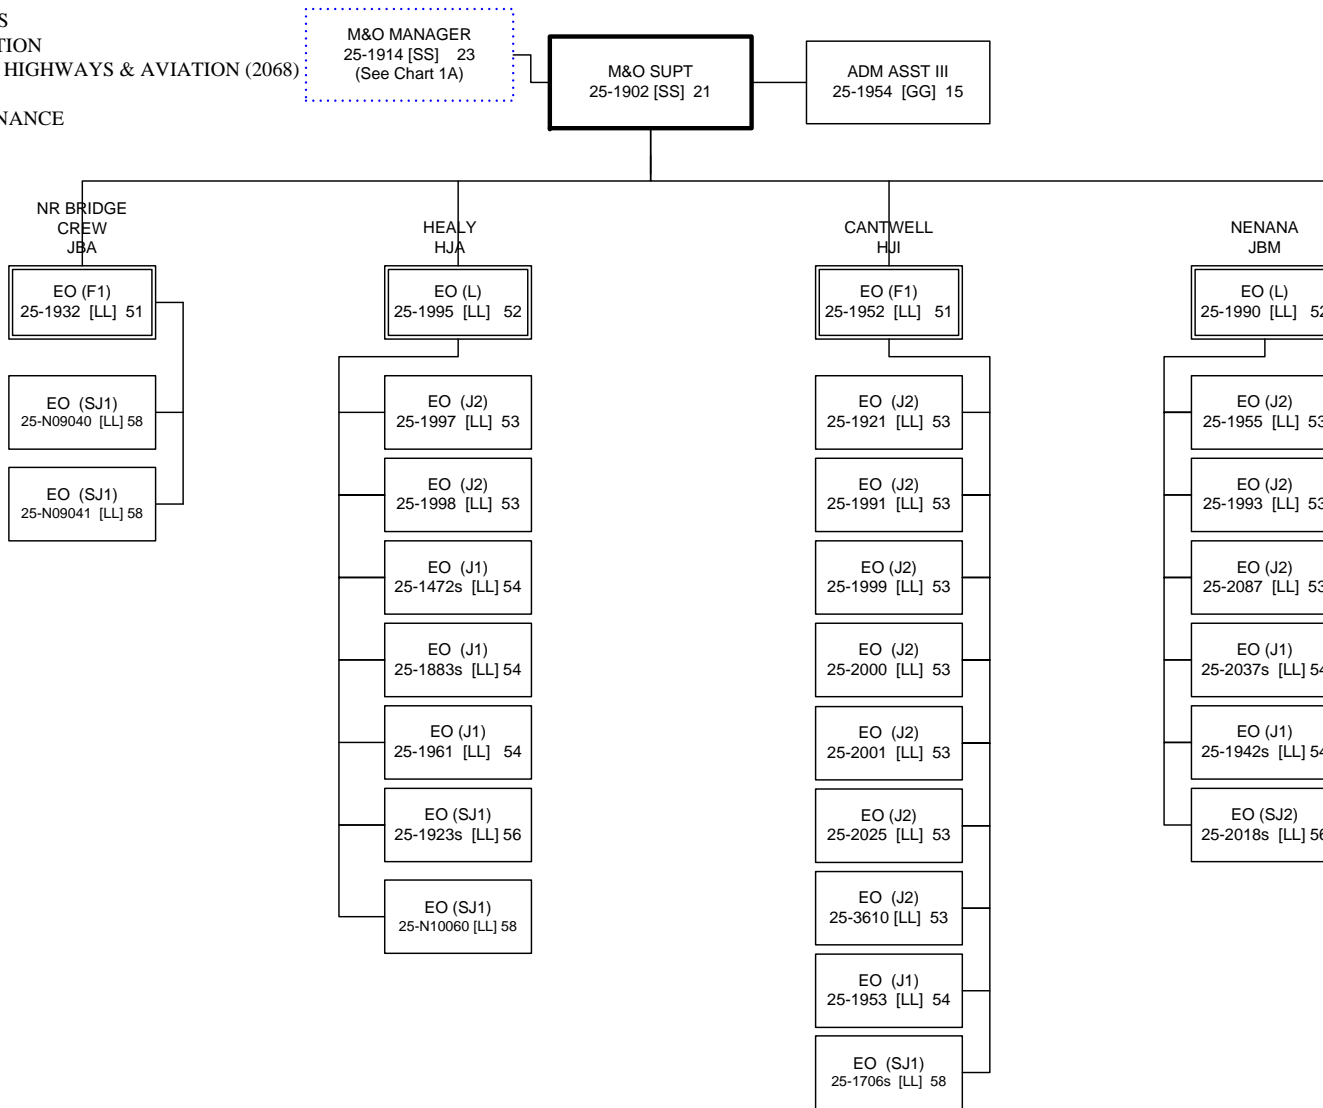 S
TION
HIGHWAYS & AVIATION (2068)
NANCE
M&O MANAGER
25-1914 [SS] 23
(See Chart 1A)
M&O SUPT
25-1902 [SS] 21
ADM ASST III
25-1954 [GG] 15
NR BRIDGE
CREW
JBA
EO (F1)
25-1932 [LL] 51
EO (SJ1)
25-N09040 [LL] 58
EO (SJ1)
25-N09041 [LL] 58
HEALY
HJA
EO (L)
25-1995 [LL] 52
EO (J2)
25-1997 [LL] 53
EO (J2)
25-1998 [LL] 53
EO (J1)
25-1472s [LL] 54
EO (J1)
25-1883s [LL] 54
EO (J1)
25-1961 [LL] 54
EO (SJ1)
25-1923s [LL] 56
EO (SJ1)
25-N10060 [LL] 58
CANTWELL
HJI
EO (F1)
25-1952 [LL] 51
EO (J2)
25-1921 [LL] 53
EO (J2)
25-1991 [LL] 53
EO (J2)
25-1999 [LL] 53
EO (J2)
25-2000 [LL] 53
EO (J2)
25-2001 [LL] 53
EO (J2)
25-2025 [LL] 53
EO (J2)
25-3610 [LL] 53
EO (J1)
25-1953 [LL] 54
EO (SJ1)
25-1706s [LL] 58
NENANA
JBM
EO (L)
25-1990 [LL] 52
EO (J2)
25-1955 [LL] 53
EO (J2)
25-1993 [LL] 53
EO (J2)
25-2087 [LL] 53
EO (J1)
25-2037s [LL] 54
EO (J1)
25-1942s [LL] 54
EO (SJ2)
25-2018s [LL] 56